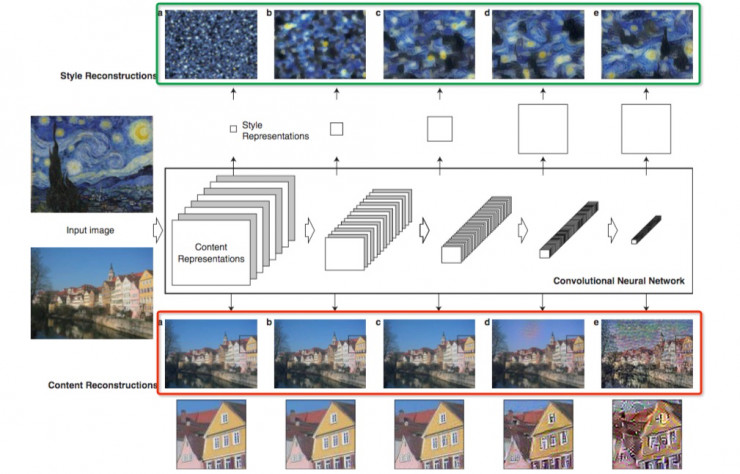 a b c d e
Style Reconstructions
Style
Representations
Input image
Content
Representations
Convolutional Neural Network
a b c d e
Content Reconstructions